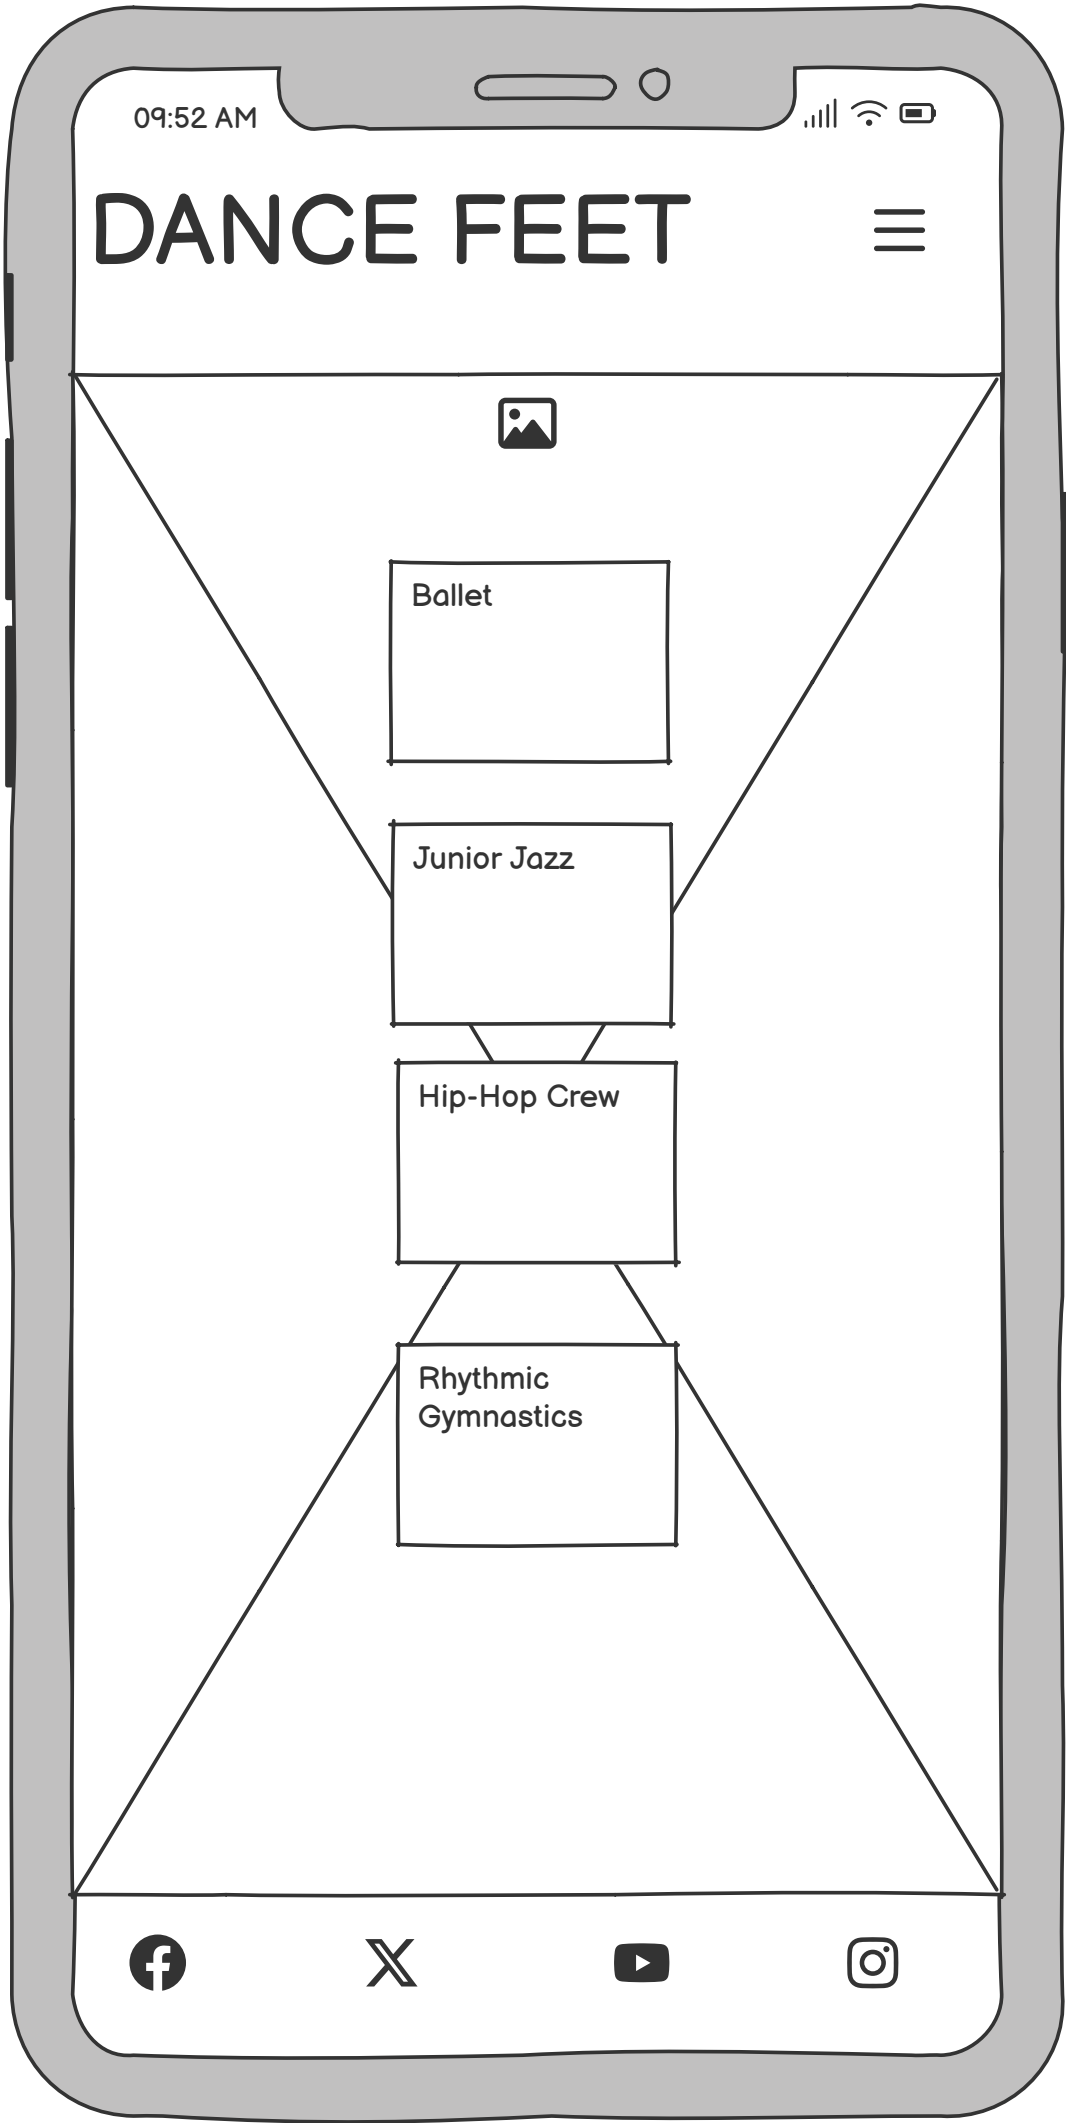 09:52 AM
DANCE FEET
Ballet
Junior Jazz
Hip-Hop Crew
Rhythmic
Gymnastics